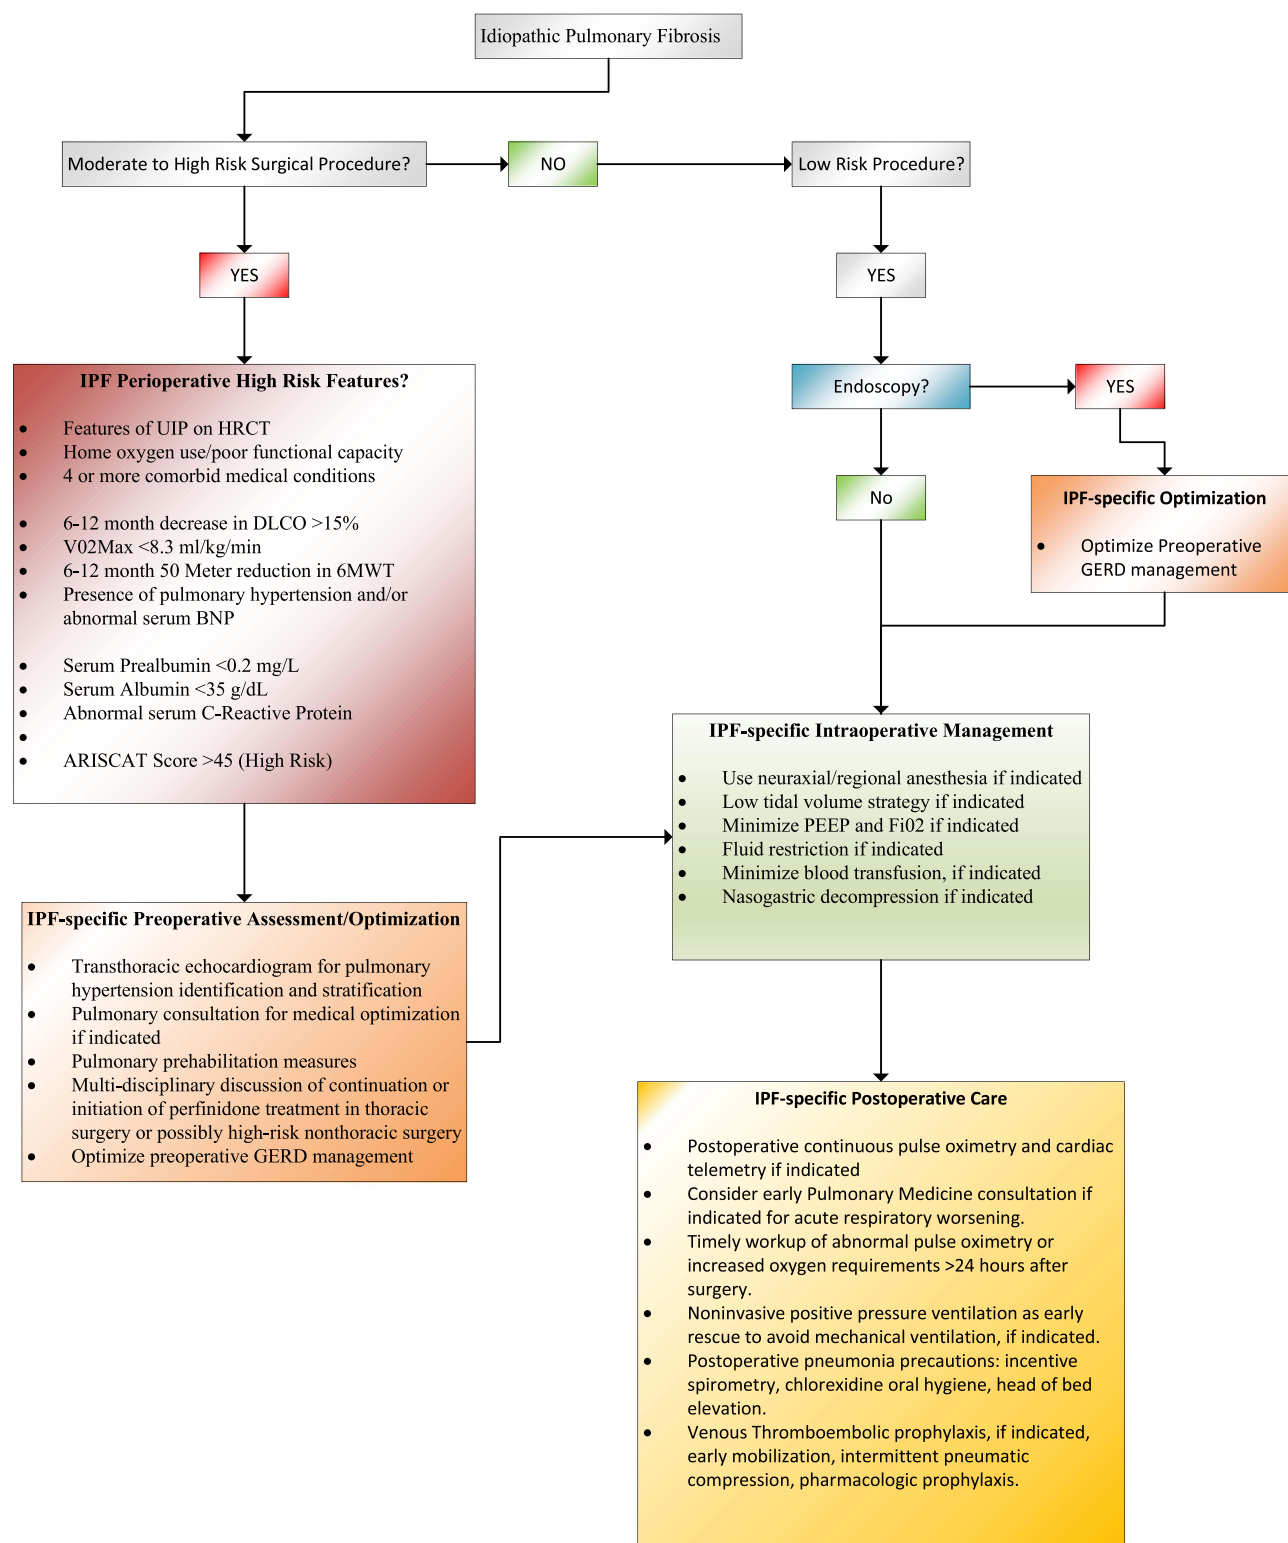 Idiopathic Pulmonary Fibrosis
Moderate to High Risk Surgical Procedure?
NO
Low Risk Procedure?
YES
YES
IPF Perioperative High Risk Features?
• Features of UIP on HRCT
• Home oxygen use/poor functional capacity
• 4 or more comorbid medical conditions
• 6-12 month decrease in DLCO >15%
• V02Max <8.3 ml/kg/min
• 6-12 month 50 Meter reduction in 6MWT
• Presence of pulmonary hypertension and/or
abnormal serum BNP
• Serum Prealbumin <0.2 mg/L
• Serum Albumin <35 g/dL
• Abnormal serum C-Reactive Protein
•
• ARISCAT Score >45 (High Risk)
Endoscopy?
YES
No
IPF-specific Optimization
• Optimize Preoperative
GERD management
IPF-specific Intraoperative Management
• Use neuraxial/regional anesthesia if indicated
• Low tidal volume strategy if indicated
• Minimize PEEP and Fi02 if indicated
• Fluid restriction if indicated
• Minimize blood transfusion, if indicated
• Nasogastric decompression if indicated
IPF-specific Preoperative Assessment/Optimization
• Transthoracic echocardiogram for pulmonary
hypertension identification and stratification
• Pulmonary consultation for medical optimization
if indicated
• Pulmonary prehabilitation measures
• Multi-disciplinary discussion of continuation or
initiation of perfinidone treatment in thoracic
surgery or possibly high-risk nonthoracic surgery
• Optimize preoperative GERD management
IPF-specific Postoperative Care
• Postoperative continuous pulse oximetry and cardiac
telemetry if indicated
• Consider early Pulmonary Medicine consultation if
indicated for acute respiratory worsening.
• Timely workup of abnormal pulse oximetry or
increased oxygen requirements >24 hours after
surgery.
• Noninvasive positive pressure ventilation as early
rescue to avoid mechanical ventilation, if indicated.
• Postoperative pneumonia precautions: incentive
spirometry, chlorexidine oral hygiene, head of bed
elevation.
• Venous Thromboembolic prophylaxis, if indicated,
early mobilization, intermittent pneumatic
compression, pharmacologic prophylaxis.